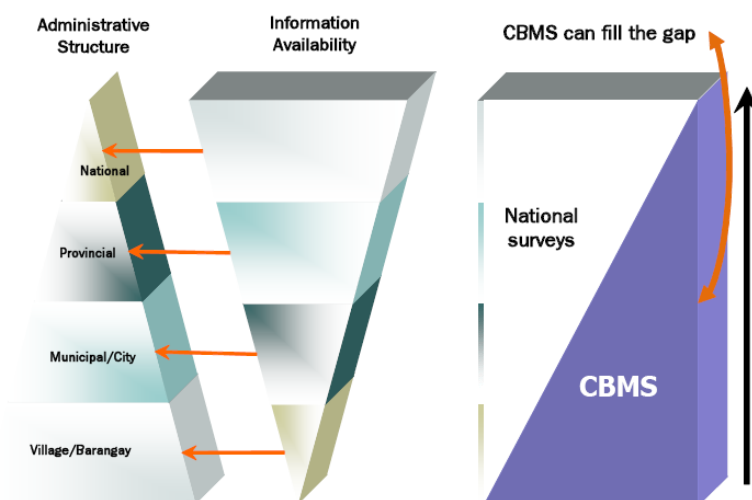 Administrative
Structure
Information
Availability
CBMS can fill the gap
National
Provincial
Municipal/City
Village/Barangay
National
surveys
CBMS